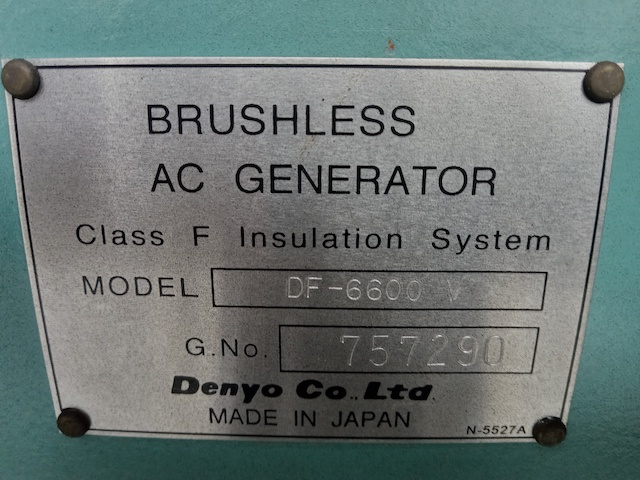 BRUSHLESS
AC GENERATOR
Class F Insulation System
MODEL DF-6600 V
G.No. 757290
Denyo Co., Ltd.
MADE IN JAPAN
N-5527A